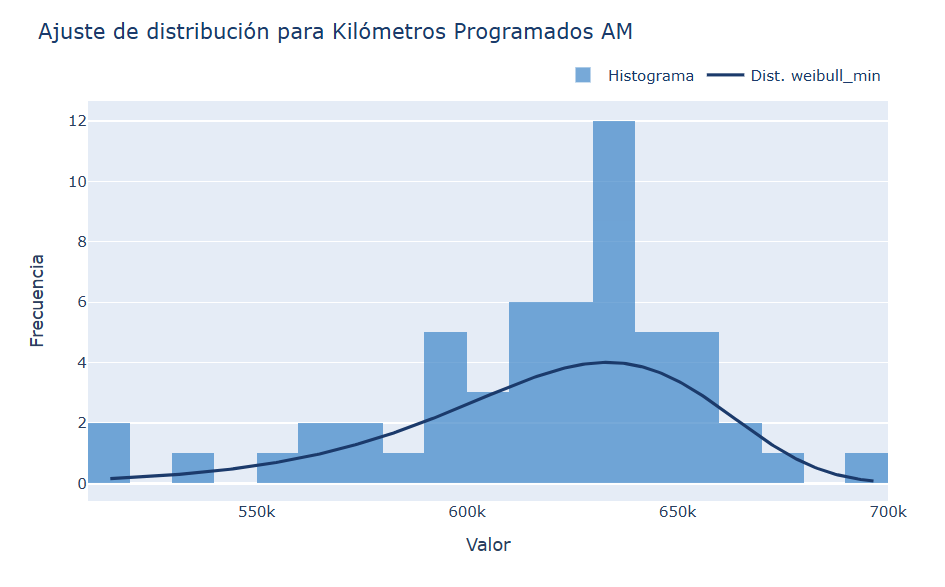 Ajuste de distribución para Kilómetros Programados AM
Histograma
Dist. weibull_min
12
10
8
6
4
2
0
Frecuencia
550k
600k
650k
700k
Valor